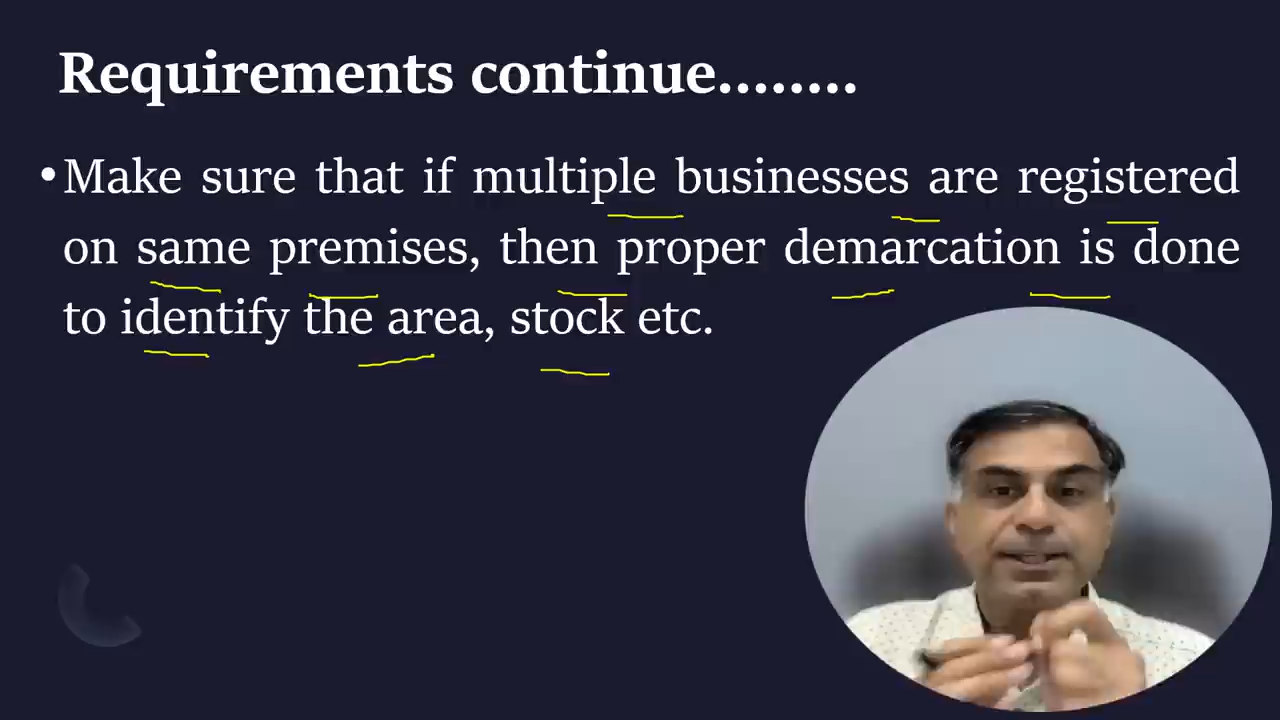 Requirements continue........
•Make sure that if multiple businesses are registered
on same premises, then proper demarcation is done
to identify the area, stock etc.